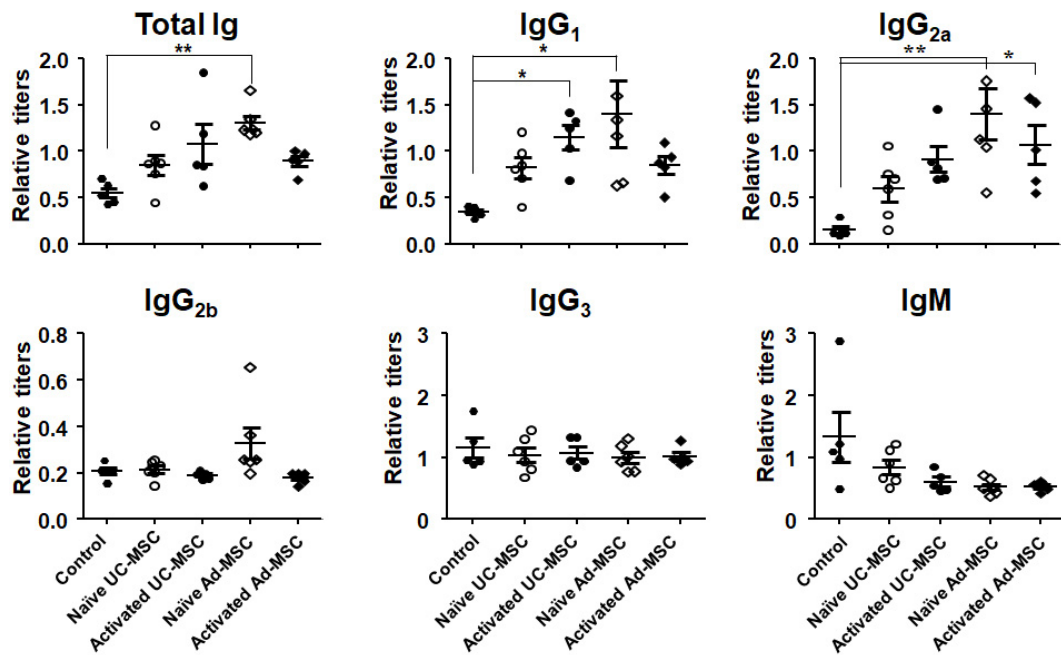 Total Ig
IgG1
IgG2a
Relative titers
2.0
1.5
1.0
0.5
0.0
**
Relative titers
2.0
1.5
1.0
0.5
0.0
*
*
Relative titers
2.0
1.5
1.0
0.5
0.0
**
*
IgG2b
IgG3
IgM
Relative titers
0.8
0.6
0.4
0.2
0.0
Relative titers
3
2
1
0
Relative titers
3
2
1
0
Control
Naïve UC-MSC
Activated UC-MSC
Naïve Ad-MSC
Activated Ad-MSC
Control
Naïve UC-MSC
Activated UC-MSC
Naïve Ad-MSC
Activated Ad-MSC
Control
Naïve UC-MSC
Activated UC-MSC
Naïve Ad-MSC
Activated Ad-MSC